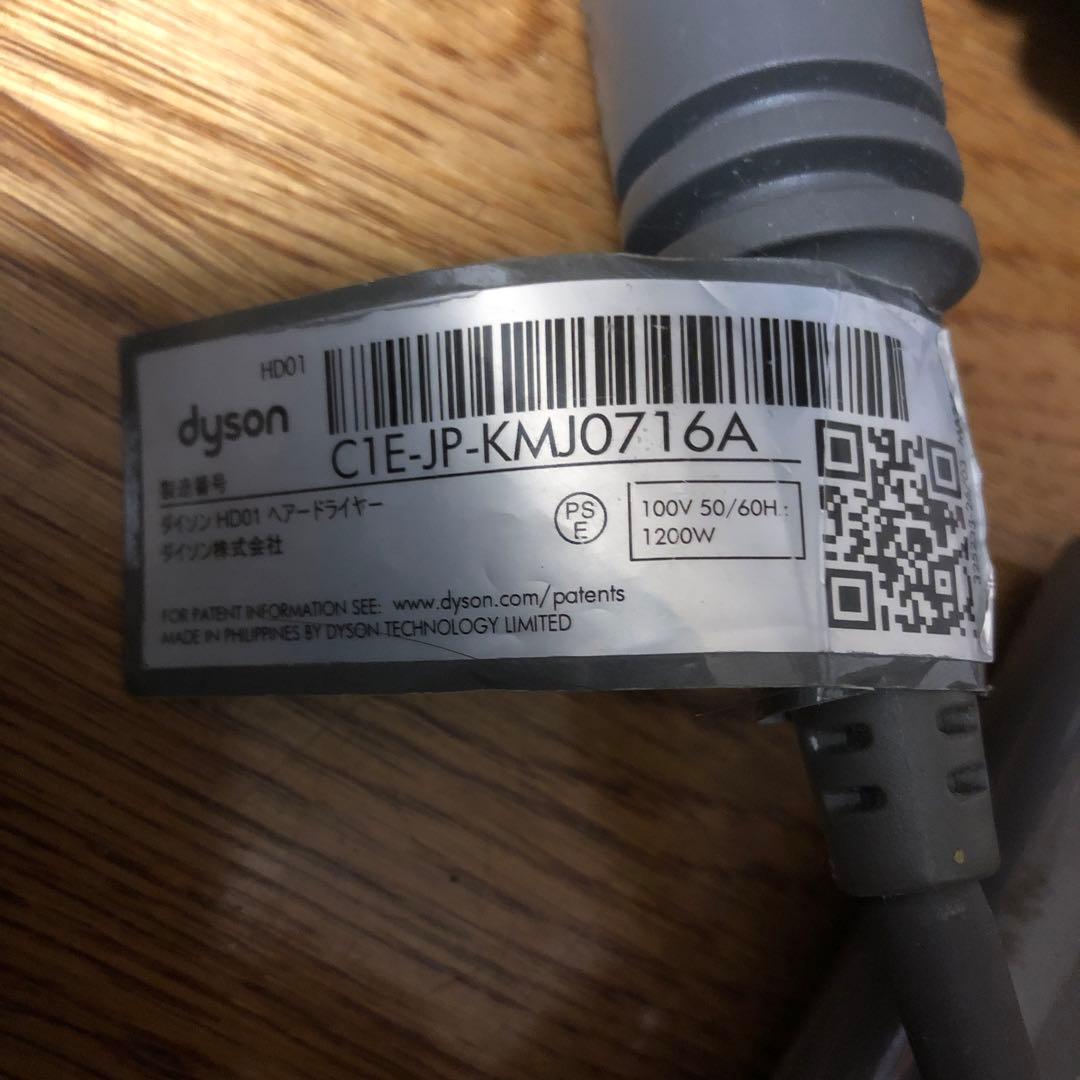 HD01
dyson
製造番号
C1E-JP-KMJ0716A
ダイソン HD01 ヘアードライヤー
ダイソン株式会社
PS
E
100V 50/60H
1200W
FOR PATENT INFORMATION SEE: www.dyson.com/patents
MADE IN PHILIPPINES BY DYSON TECHNOLOGY LIMITED